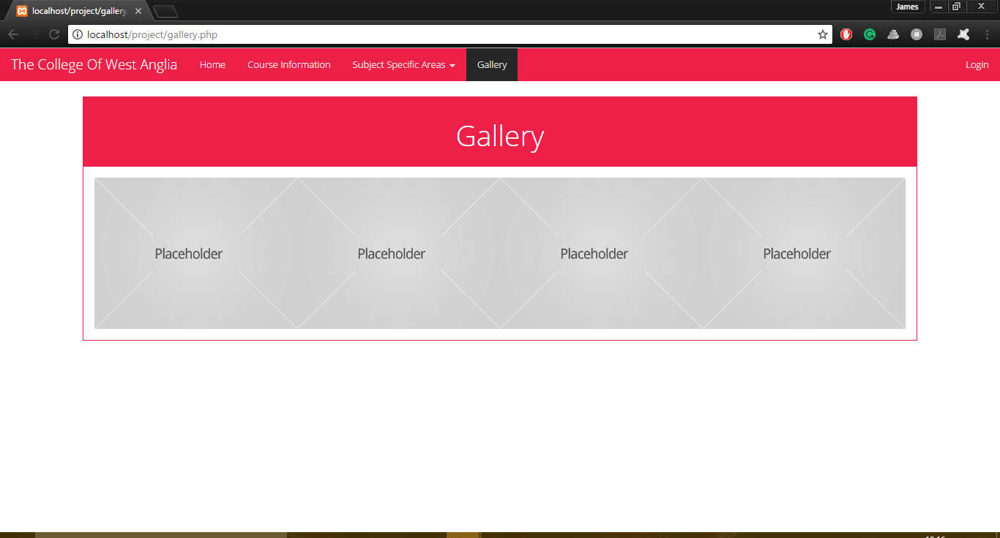 localhost/project/gallery.
James
localhost/project/gallery.php
The College Of West Anglia
Home
Course Information
Subject Specific Areas
Gallery
Login
Gallery
Placeholder
Placeholder
Placeholder
Placeholder